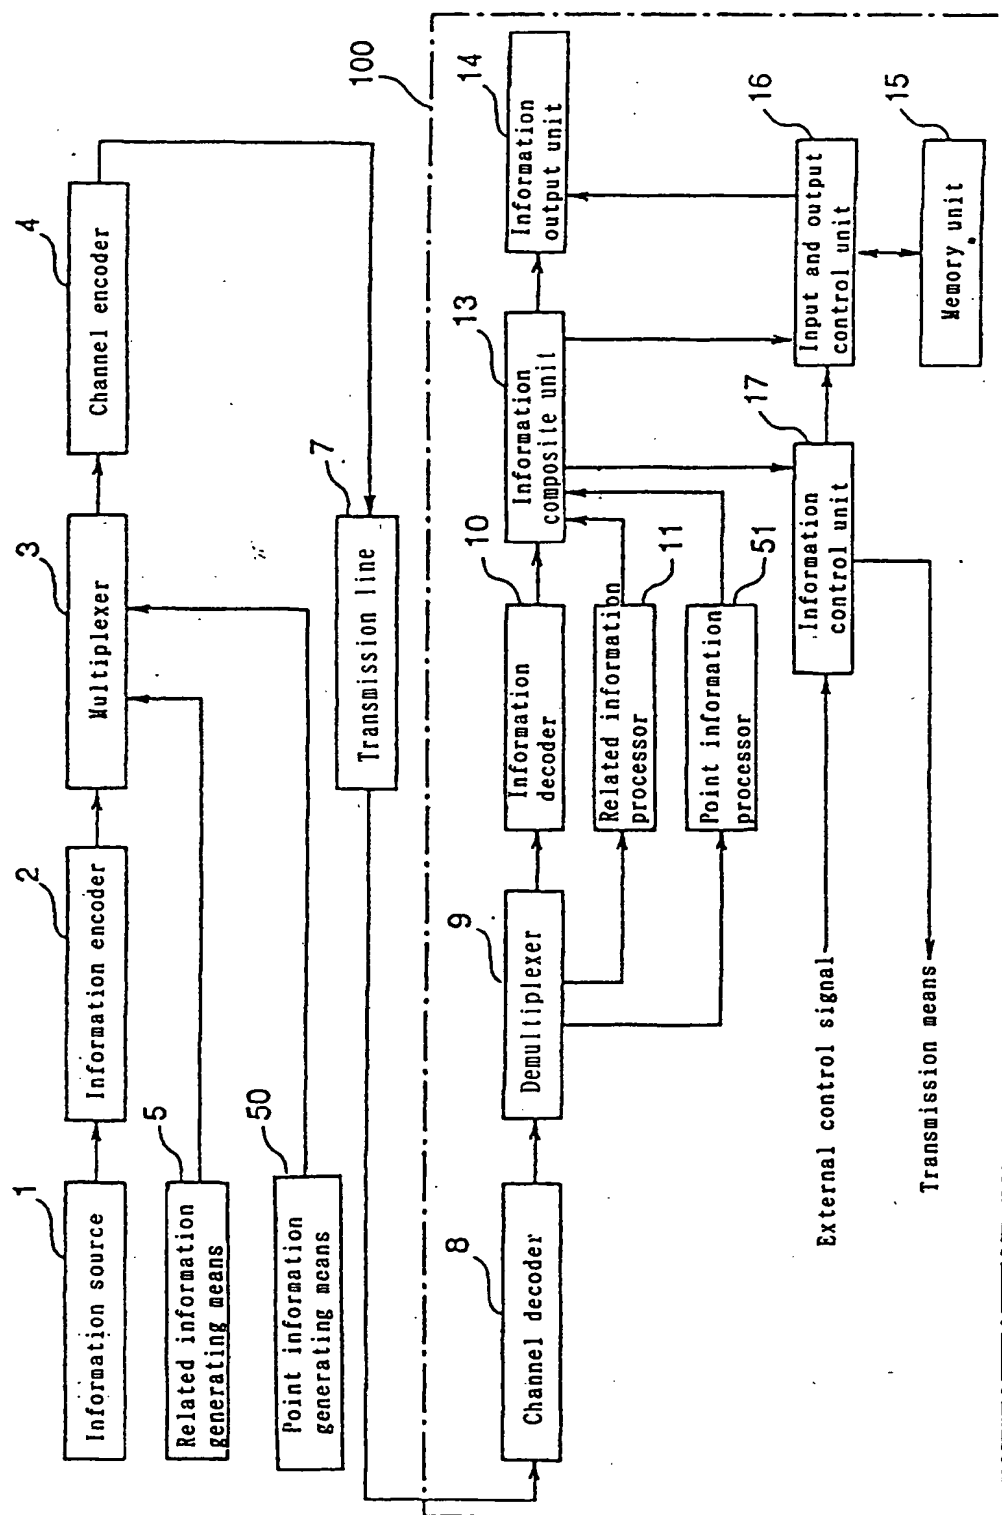 1
Information source
2
Information encoder
3
Multiplexer
4
Channel encoder
5
Related information
generating means
50
Point information
generating means
7
Transmission line
100
8
Channel decoder
9
Demultiplexer
10
Information
decoder
11
Related information
processor
51
Point information
processor
13
Information
composite unit
14
Information
output unit
17
Information
control unit
16
Input and output
control unit
15
Memory unit
External control signal
Transmission means